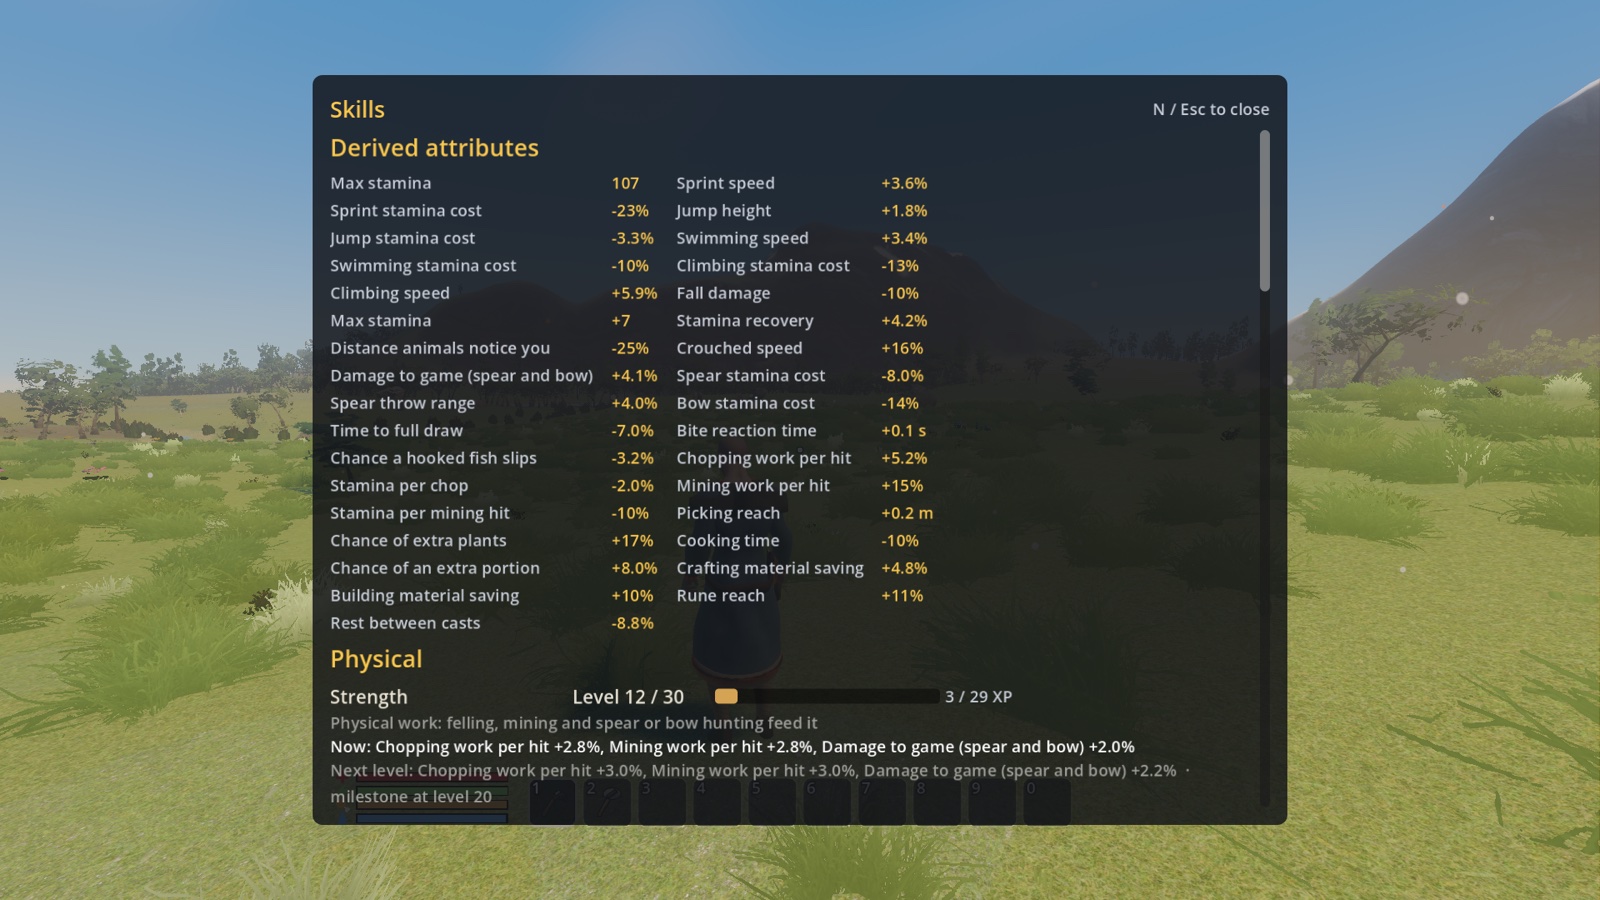 Skills
N / Esc to close
Derived attributes
Max stamina 107 Sprint speed +3.6%
Sprint stamina cost -23% Jump height +1.8%
Jump stamina cost -3.3% Swimming speed +3.4%
Swimming stamina cost -10% Climbing stamina cost -13%
Climbing speed +5.9% Fall damage -10%
Max stamina +7 Stamina recovery +4.2%
Distance animals notice you -25% Crouched speed +16%
Damage to game (spear and bow) +4.1% Spear stamina cost -8.0%
Spear throw range +4.0% Bow stamina cost -14%
Time to full draw -7.0% Bite reaction time +0.1 s
Chance a hooked fish slips -3.2% Chopping work per hit +5.2%
Stamina per chop -2.0% Mining work per hit +15%
Stamina per mining hit -10% Picking reach +0.2 m
Chance of extra plants +17% Cooking time -10%
Chance of an extra portion +8.0% Crafting material saving +4.8%
Building material saving +10% Rune reach +11%
Rest between casts -8.8%
Physical
Strength Level 12 / 30 3 / 29 XP
Physical work: felling, mining and spear or bow hunting feed it
Now: Chopping work per hit +2.8%, Mining work per hit +2.8%, Damage to game (spear and bow) +2.0%
Next level: Chopping work per hit +3.0%, Mining work per hit +3.0%, Damage to game (spear and bow) +2.2% ·
milestone at level 20
1 2 3 4 5 6 7 8 9 0